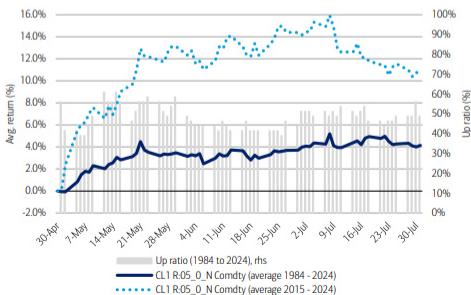 16.0%
14.0%
12.0%
10.0%
8.0%
6.0%
4.0%
2.0%
0.0%
-2.0%
Avg. return (%)
100%
90%
80%
70%
60%
50%
40%
30%
20%
10%
0%
Up ratio (%)
30-Apr
7-May
14-May
21-May
28-May
4-Jun
11-Jun
18-Jun
25-Jun
2-Jul
9-Jul
16-Jul
23-Jul
30-Jul
Up ratio (1984 to 2024), rhs
CL1 R:05_0_N Comdty (average 1984 - 2024)
CL1 R:05_0_N Comdty (average 2015 - 2024)